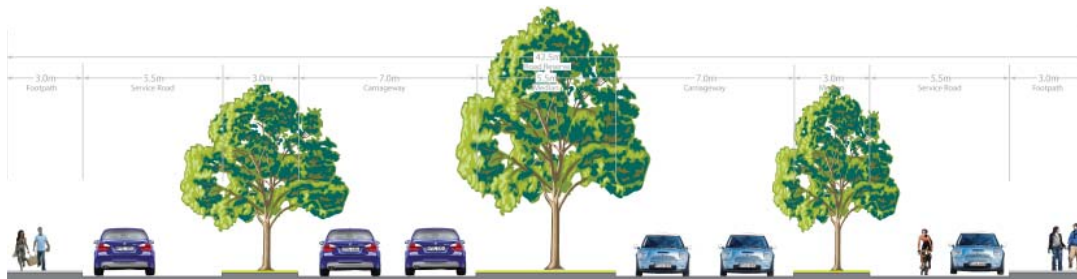 42.5m
Road Reserve
3.0m
Footpath
3.5m
Service Road
3.0m
7.0m
Carriageway
5.5m
Median
7.0m
Carriageway
3.0m
Median
5.5m
Service Road
3.0m
Footpath